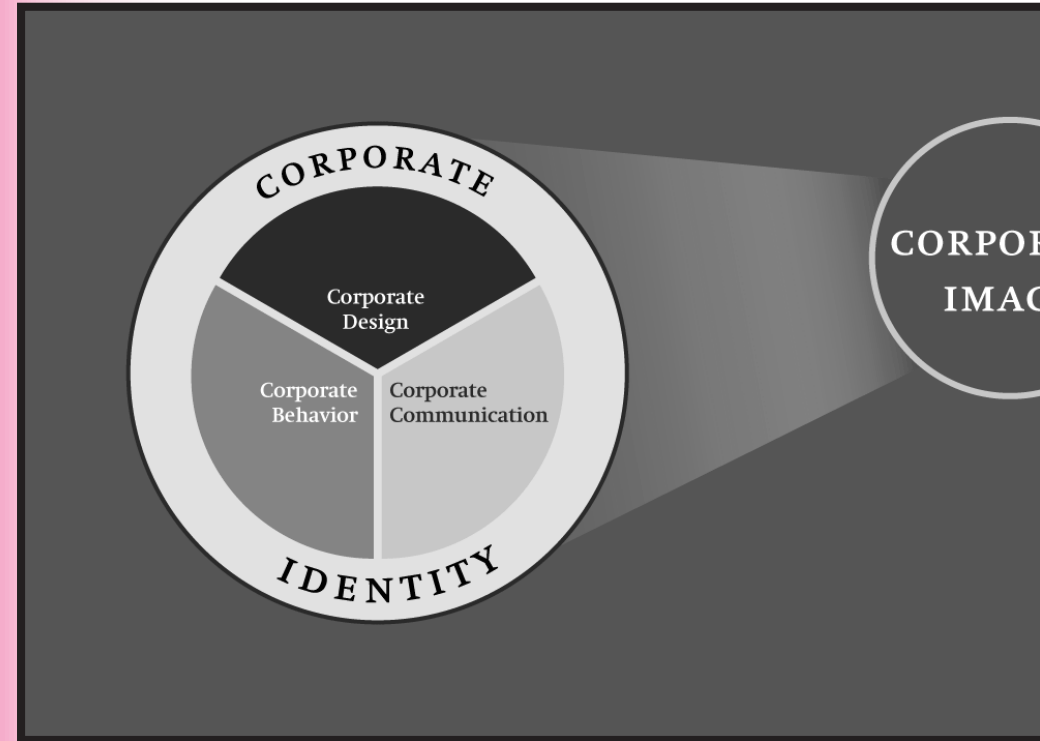 CORPORATE
Corporate
Design
Corporate
Behavior
Corporate
Communication
IDENTITY